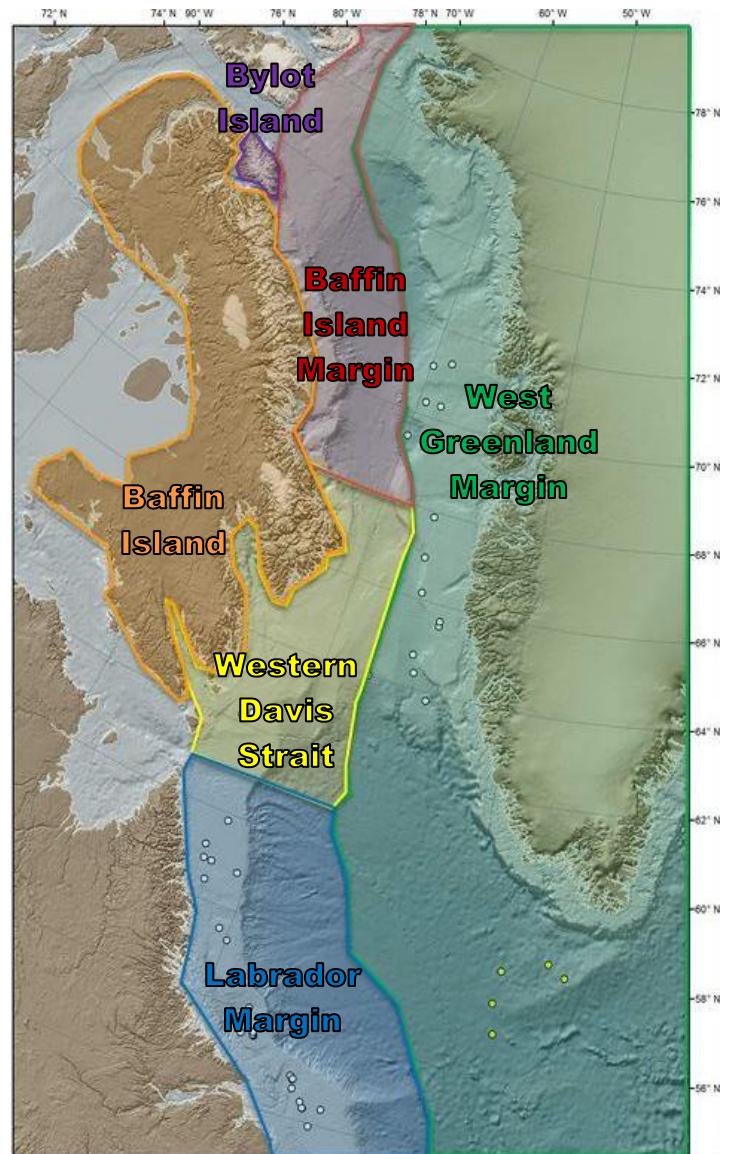 72° N 74° N 90° W 76° N 80° W 78° N 70° W 60° W 50° W
Bylot
Island
78° N
76° N
Baffin
Island
Margin
74° N
72° N
West
Greenland
Margin
70° N
Baffin
Island
68° N
66° N
Western
Davis
Strait
64° N
62° N
60° N
Labrador
Margin
58° N
56° N